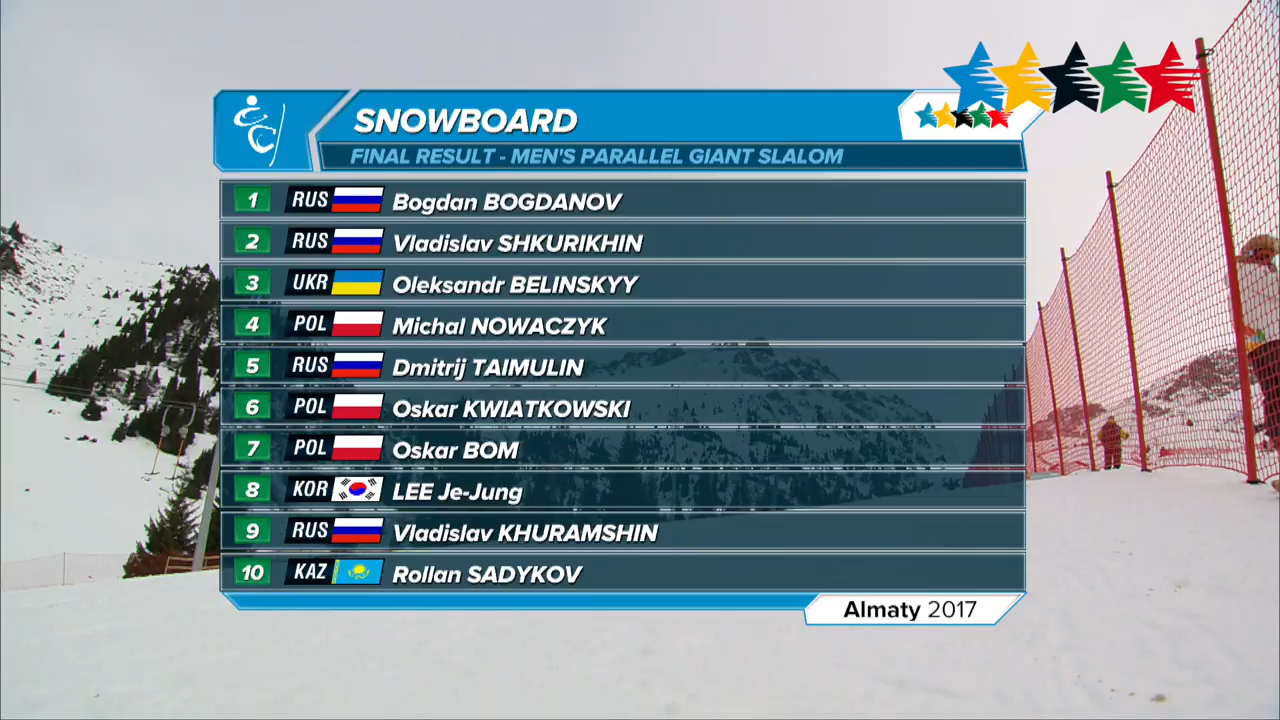 SNOWBOARD
FINAL RESULT - MEN'S PARALLEL GIANT SLALOM
1 RUS Bogdan BOGDANOV
2 RUS Vladislav SHKURIKHIN
3 UKR Oleksandr BELINSKYY
4 POL Michal NOWACZYK
5 RUS Dmitrij TAIMULIN
6 POL Oskar KWIATKOWSKI
7 POL Oskar BOM
8 KOR LEE Je-Jung
9 RUS Vladislav KHURAMSHIN
10 KAZ Rollan SADYKOV
Almaty 2017